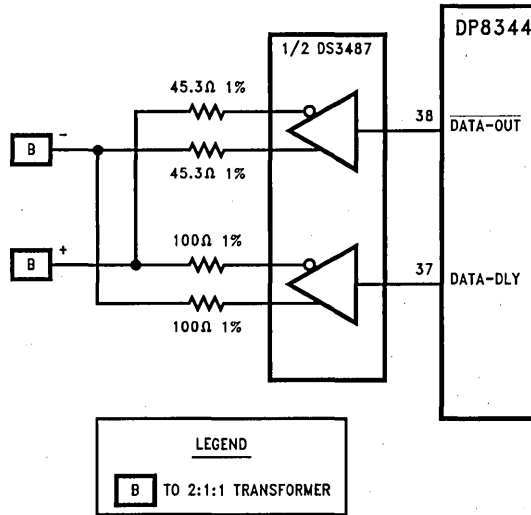 DP8344
1/2 DS3487
45.3Ω 1%
38
DATA-OUT
B
−
45.3Ω 1%
100Ω 1%
B
+
37
DATA-DLY
100Ω 1%
LEGEND
B TO 2:1:1 TRANSFORMER